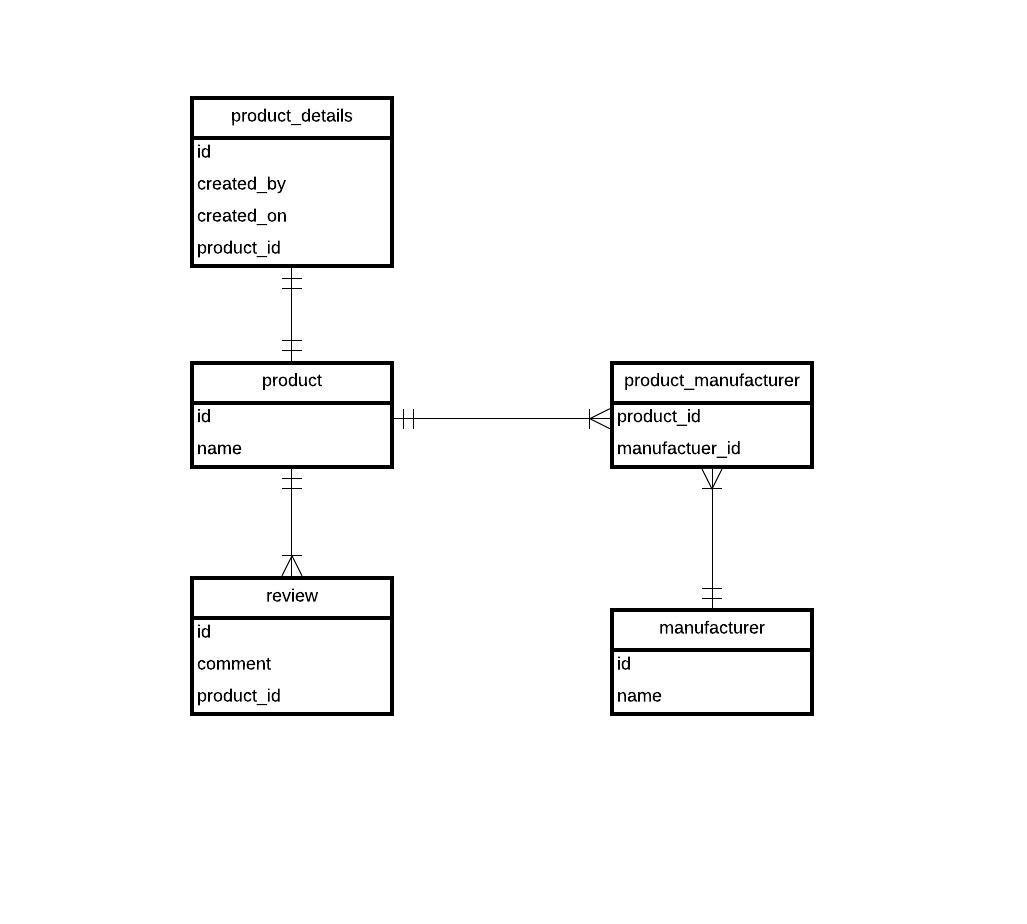 product_details
id
created_by
created_on
product_id
product
id
name
product_manufacturer
product_id
manufactuer_id
review
id
comment
product_id
manufacturer
id
name